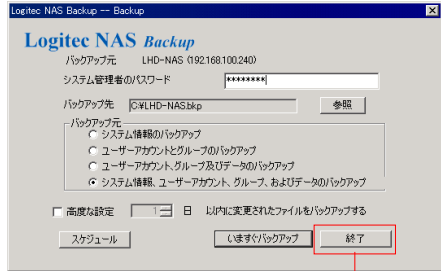 Logitec NAS Backup -- Backup
Logitec NAS Backup
バックアップ元 LHD-NAS (192.168.100.240)
システム管理者のパスワード ********
バックアップ先 C:¥LHD-NAS.bkp 参照
バックアップ元
システム情報のバックアップ
ユーザーアカウントとグループのバックアップ
ユーザーアカウント、グループ及びデータのバックアップ
システム情報、ユーザーアカウント、グループ、およびデータのバックアップ
高度な設定 1 日 以内に変更されたファイルをバックアップする
スケジュール いますぐバックアップ 終了